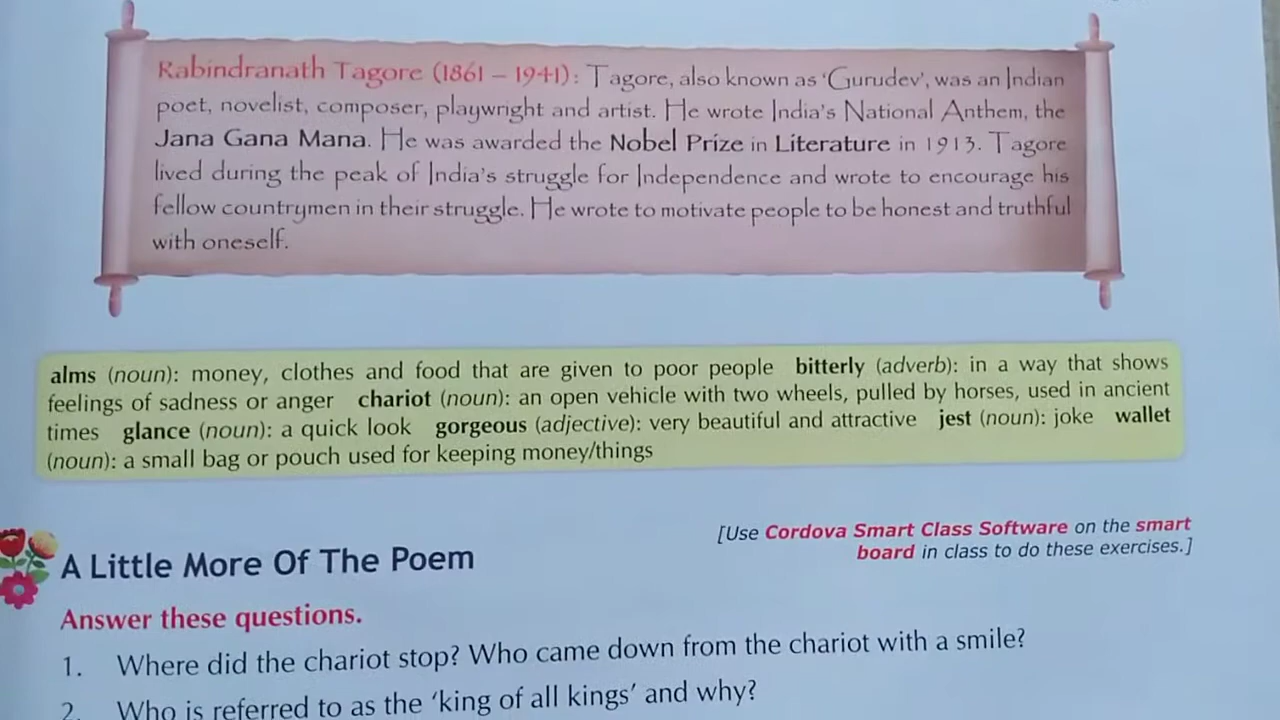 Rabindranath Tagore (1861 – 1941): Tagore, also known as 'Gurudev', was an Indian
poet, novelist, composer, playwright and artist. He wrote India's National Anthem, the
Jana Gana Mana. He was awarded the Nobel Prize in Literature in 1913. Tagore
lived during the peak of India's struggle for Independence and wrote to encourage his
fellow countrymen in their struggle. He wrote to motivate people to be honest and truthful
with oneself.
alms (noun): money, clothes and food that are given to poor people bitterly (adverb): in a way that shows
feelings of sadness or anger chariot (noun): an open vehicle with two wheels, pulled by horses, used in ancient
times glance (noun): a quick look gorgeous (adjective): very beautiful and attractive jest (noun): joke wallet
(noun): a small bag or pouch used for keeping money/things
[Use Cordova Smart Class Software on the smart
board in class to do these exercises.]
A Little More Of The Poem
Answer these questions.
1. Where did the chariot stop? Who came down from the chariot with a smile?
2. Who is referred to as the 'king of all kings' and why?